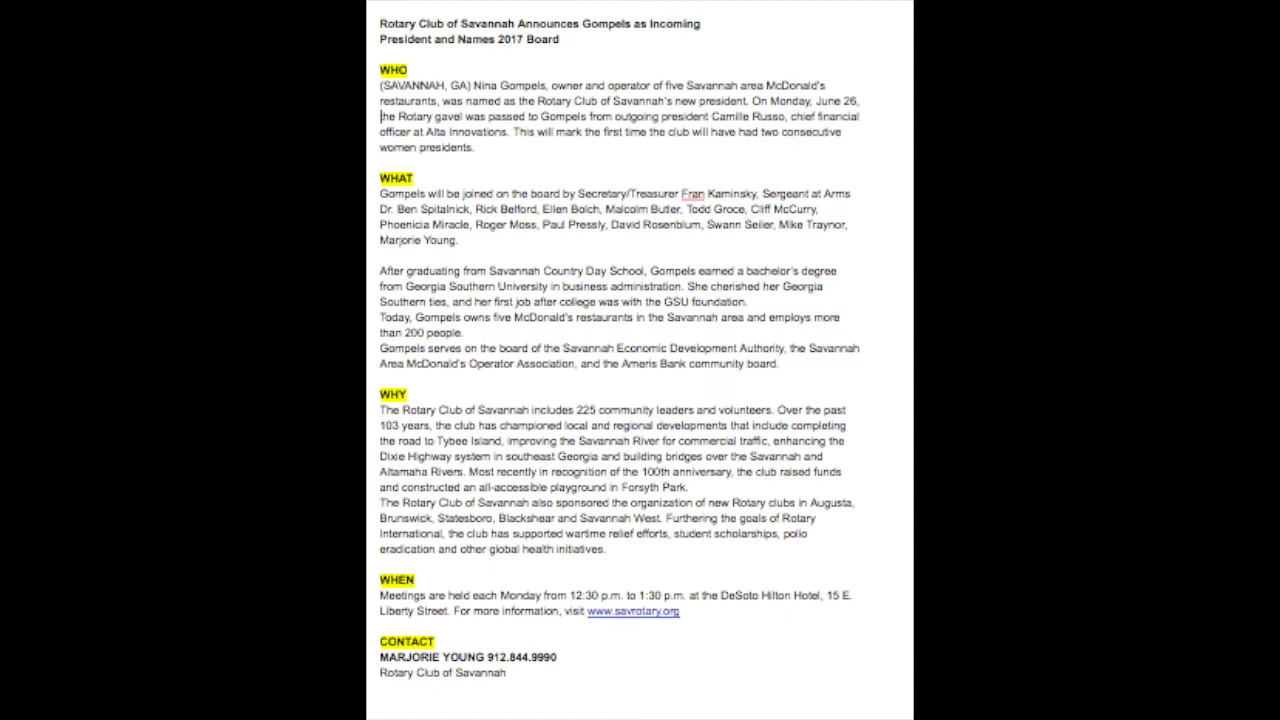 Rotary Club of Savannah Announces Gompels as Incoming
President and Names 2017 Board
WHO
(SAVANNAH, GA) Nina Gompels, owner and operator of five Savannah area McDonald's
restaurants, was named as the Rotary Club of Savannah's new president. On Monday, June 26,
the Rotary gavel was passed to Gompels from outgoing president Camille Russo, chief financial
officer at Alta Innovations. This will mark the first time the club will have had two consecutive
women presidents.
WHAT
Gompels will be joined on the board by Secretary/Treasurer Fran Kaminsky, Sergeant at Arms
Dr. Ben Spitalnick, Rick Belford, Ellen Bolch, Malcolm Butler, Todd Groce, Cliff McCurry,
Phoenicia Miracle, Roger Moss, Paul Pressly, David Rosenblum, Swann Seiler, Mike Traynor,
Marjorie Young.
After graduating from Savannah Country Day School, Gompels earned a bachelor's degree
from Georgia Southern University in business administration. She cherished her Georgia
Southern ties, and her first job after college was with the GSU foundation.
Today, Gompels owns five McDonald's restaurants in the Savannah area and employs more
than 200 people.
Gompels serves on the board of the Savannah Economic Development Authority, the Savannah
Area McDonald's Operator Association, and the Ameris Bank community board.
WHY
The Rotary Club of Savannah includes 225 community leaders and volunteers. Over the past
103 years, the club has championed local and regional developments that include completing
the road to Tybee Island, improving the Savannah River for commercial traffic, enhancing the
Dixie Highway system in southeast Georgia and building bridges over the Savannah and
Altamaha Rivers. Most recently in recognition of the 100th anniversary, the club raised funds
and constructed an all-accessible playground in Forsyth Park.
The Rotary Club of Savannah also sponsored the organization of new Rotary clubs in Augusta,
Brunswick, Statesboro, Blackshear and Savannah West. Furthering the goals of Rotary
International, the club has supported wartime relief efforts, student scholarships, polio
eradication and other global health initiatives.
WHEN
Meetings are held each Monday from 12:30 p.m. to 1:30 p.m. at the DeSoto Hilton Hotel, 15 E.
Liberty Street. For more information, visit www.savrotary.org
CONTACT
MARJORIE YOUNG 912.844.9990
Rotary Club of Savannah